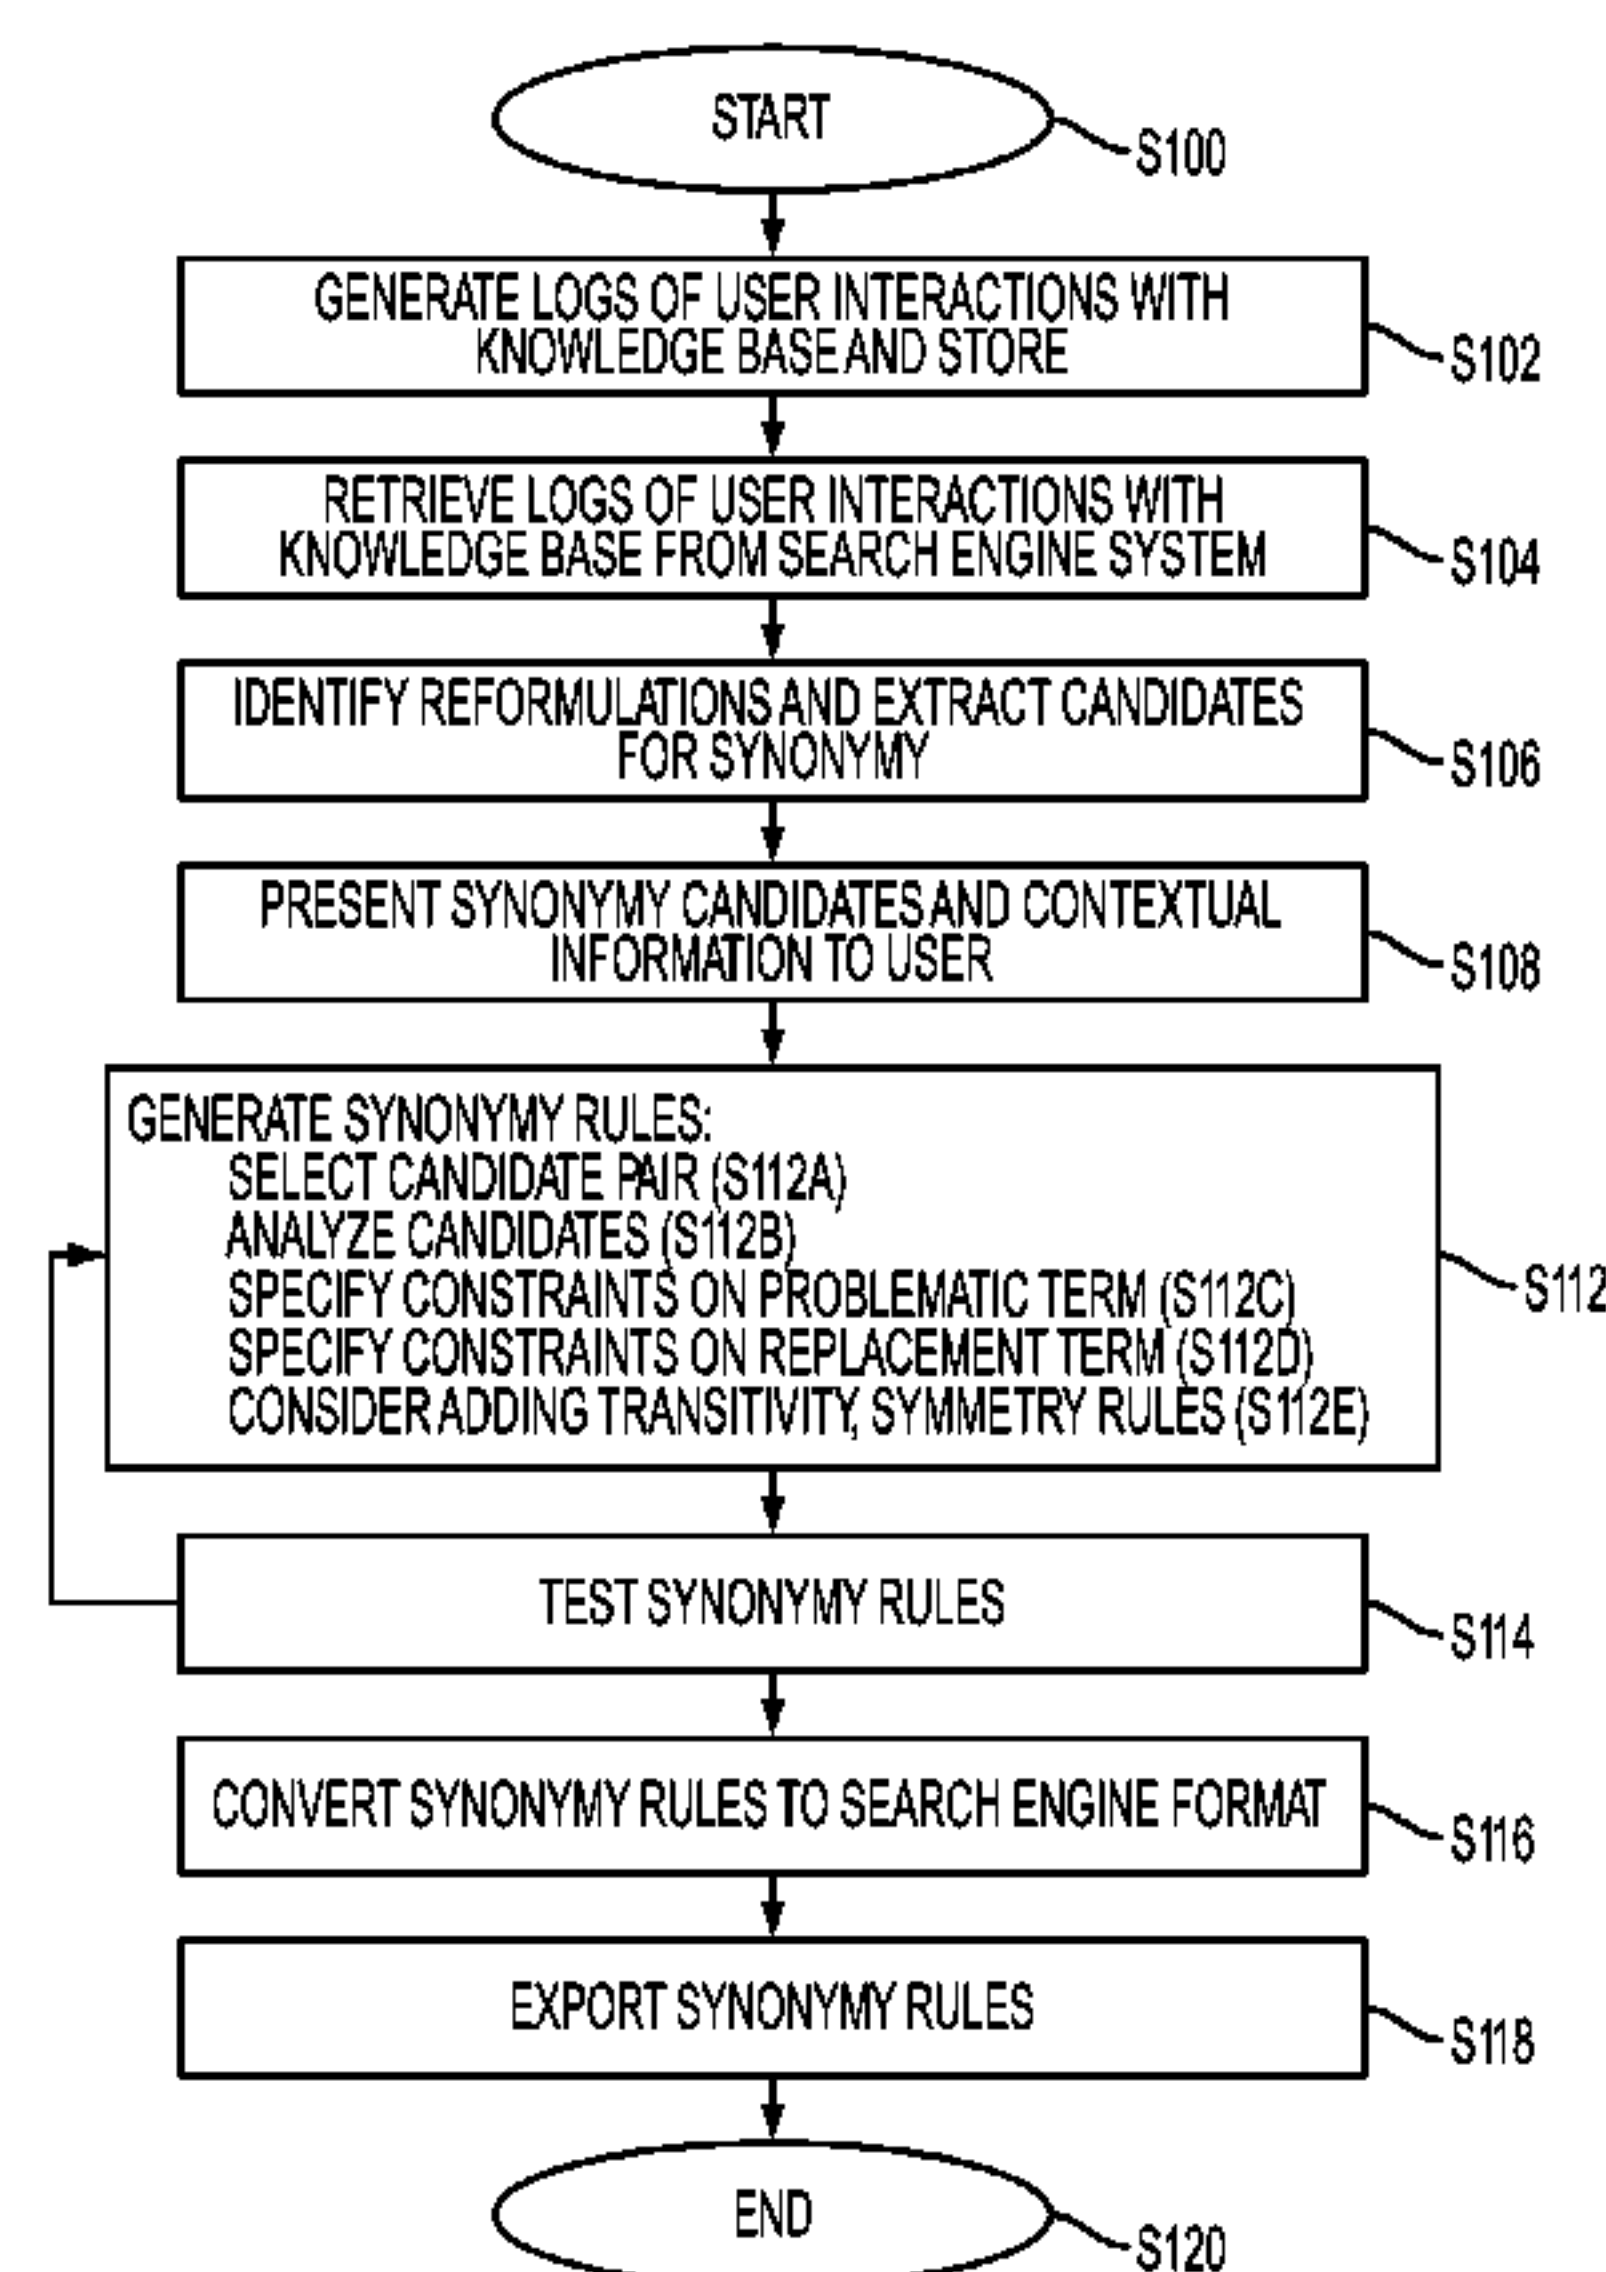 START
S100
GENERATE LOGS OF USER INTERACTIONS WITH
KNOWLEDGE BASE AND STORE
S102
RETRIEVE LOGS OF USER INTERACTIONS WITH
KNOWLEDGE BASE FROM SEARCH ENGINE SYSTEM
S104
IDENTIFY REFORMULATIONS AND EXTRACT CANDIDATES
FOR SYNONYMY
S106
PRESENT SYNONYMY CANDIDATES AND CONTEXTUAL
INFORMATION TO USER
S108
GENERATE SYNONYMY RULES:
SELECT CANDIDATE PAIR (S112A)
ANALYZE CANDIDATES (S112B)
SPECIFY CONSTRAINTS ON PROBLEMATIC TERM (S112C)
SPECIFY CONSTRAINTS ON REPLACEMENT TERM (S112D)
CONSIDER ADDING TRANSITIVITY, SYMMETRY RULES (S112E)
S112
TEST SYNONYMY RULES
S114
CONVERT SYNONYMY RULES TO SEARCH ENGINE FORMAT
S116
EXPORT SYNONYMY RULES
S118
END
S120